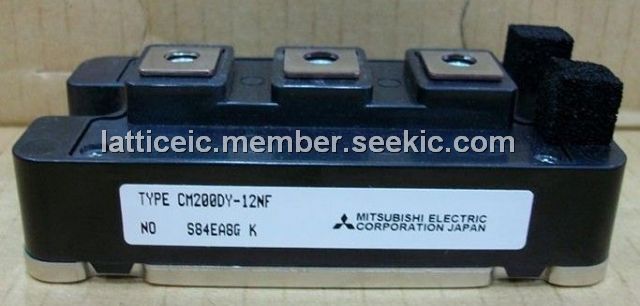 latticeic.member.seekic.com
TYPE CM200DY-12NF
NO S84EA8G K
MITSUBISHI ELECTRIC
CORPORATION JAPAN